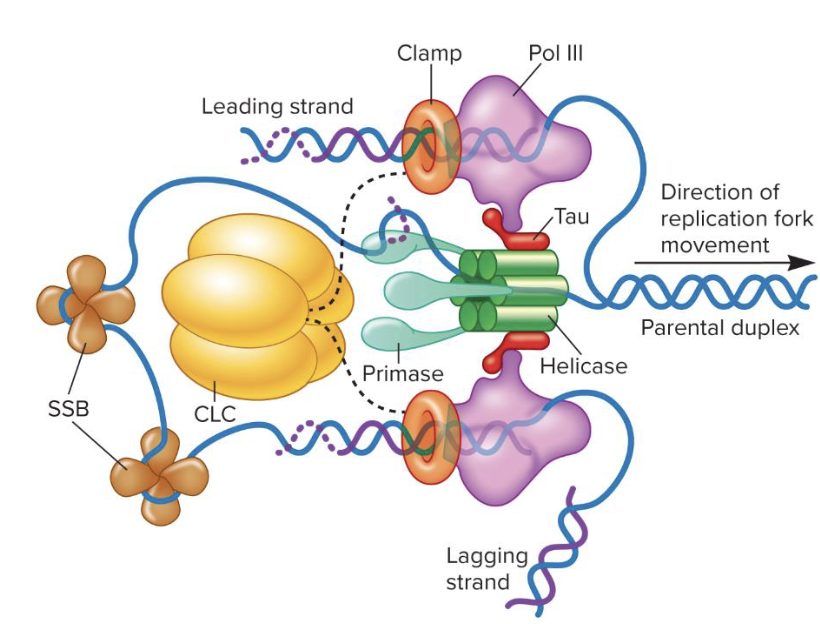 Clamp
Pol III
Leading strand
Direction of
replication fork
movement
Tau
Parental duplex
Helicase
Primase
SSB
CLC
Lagging
strand